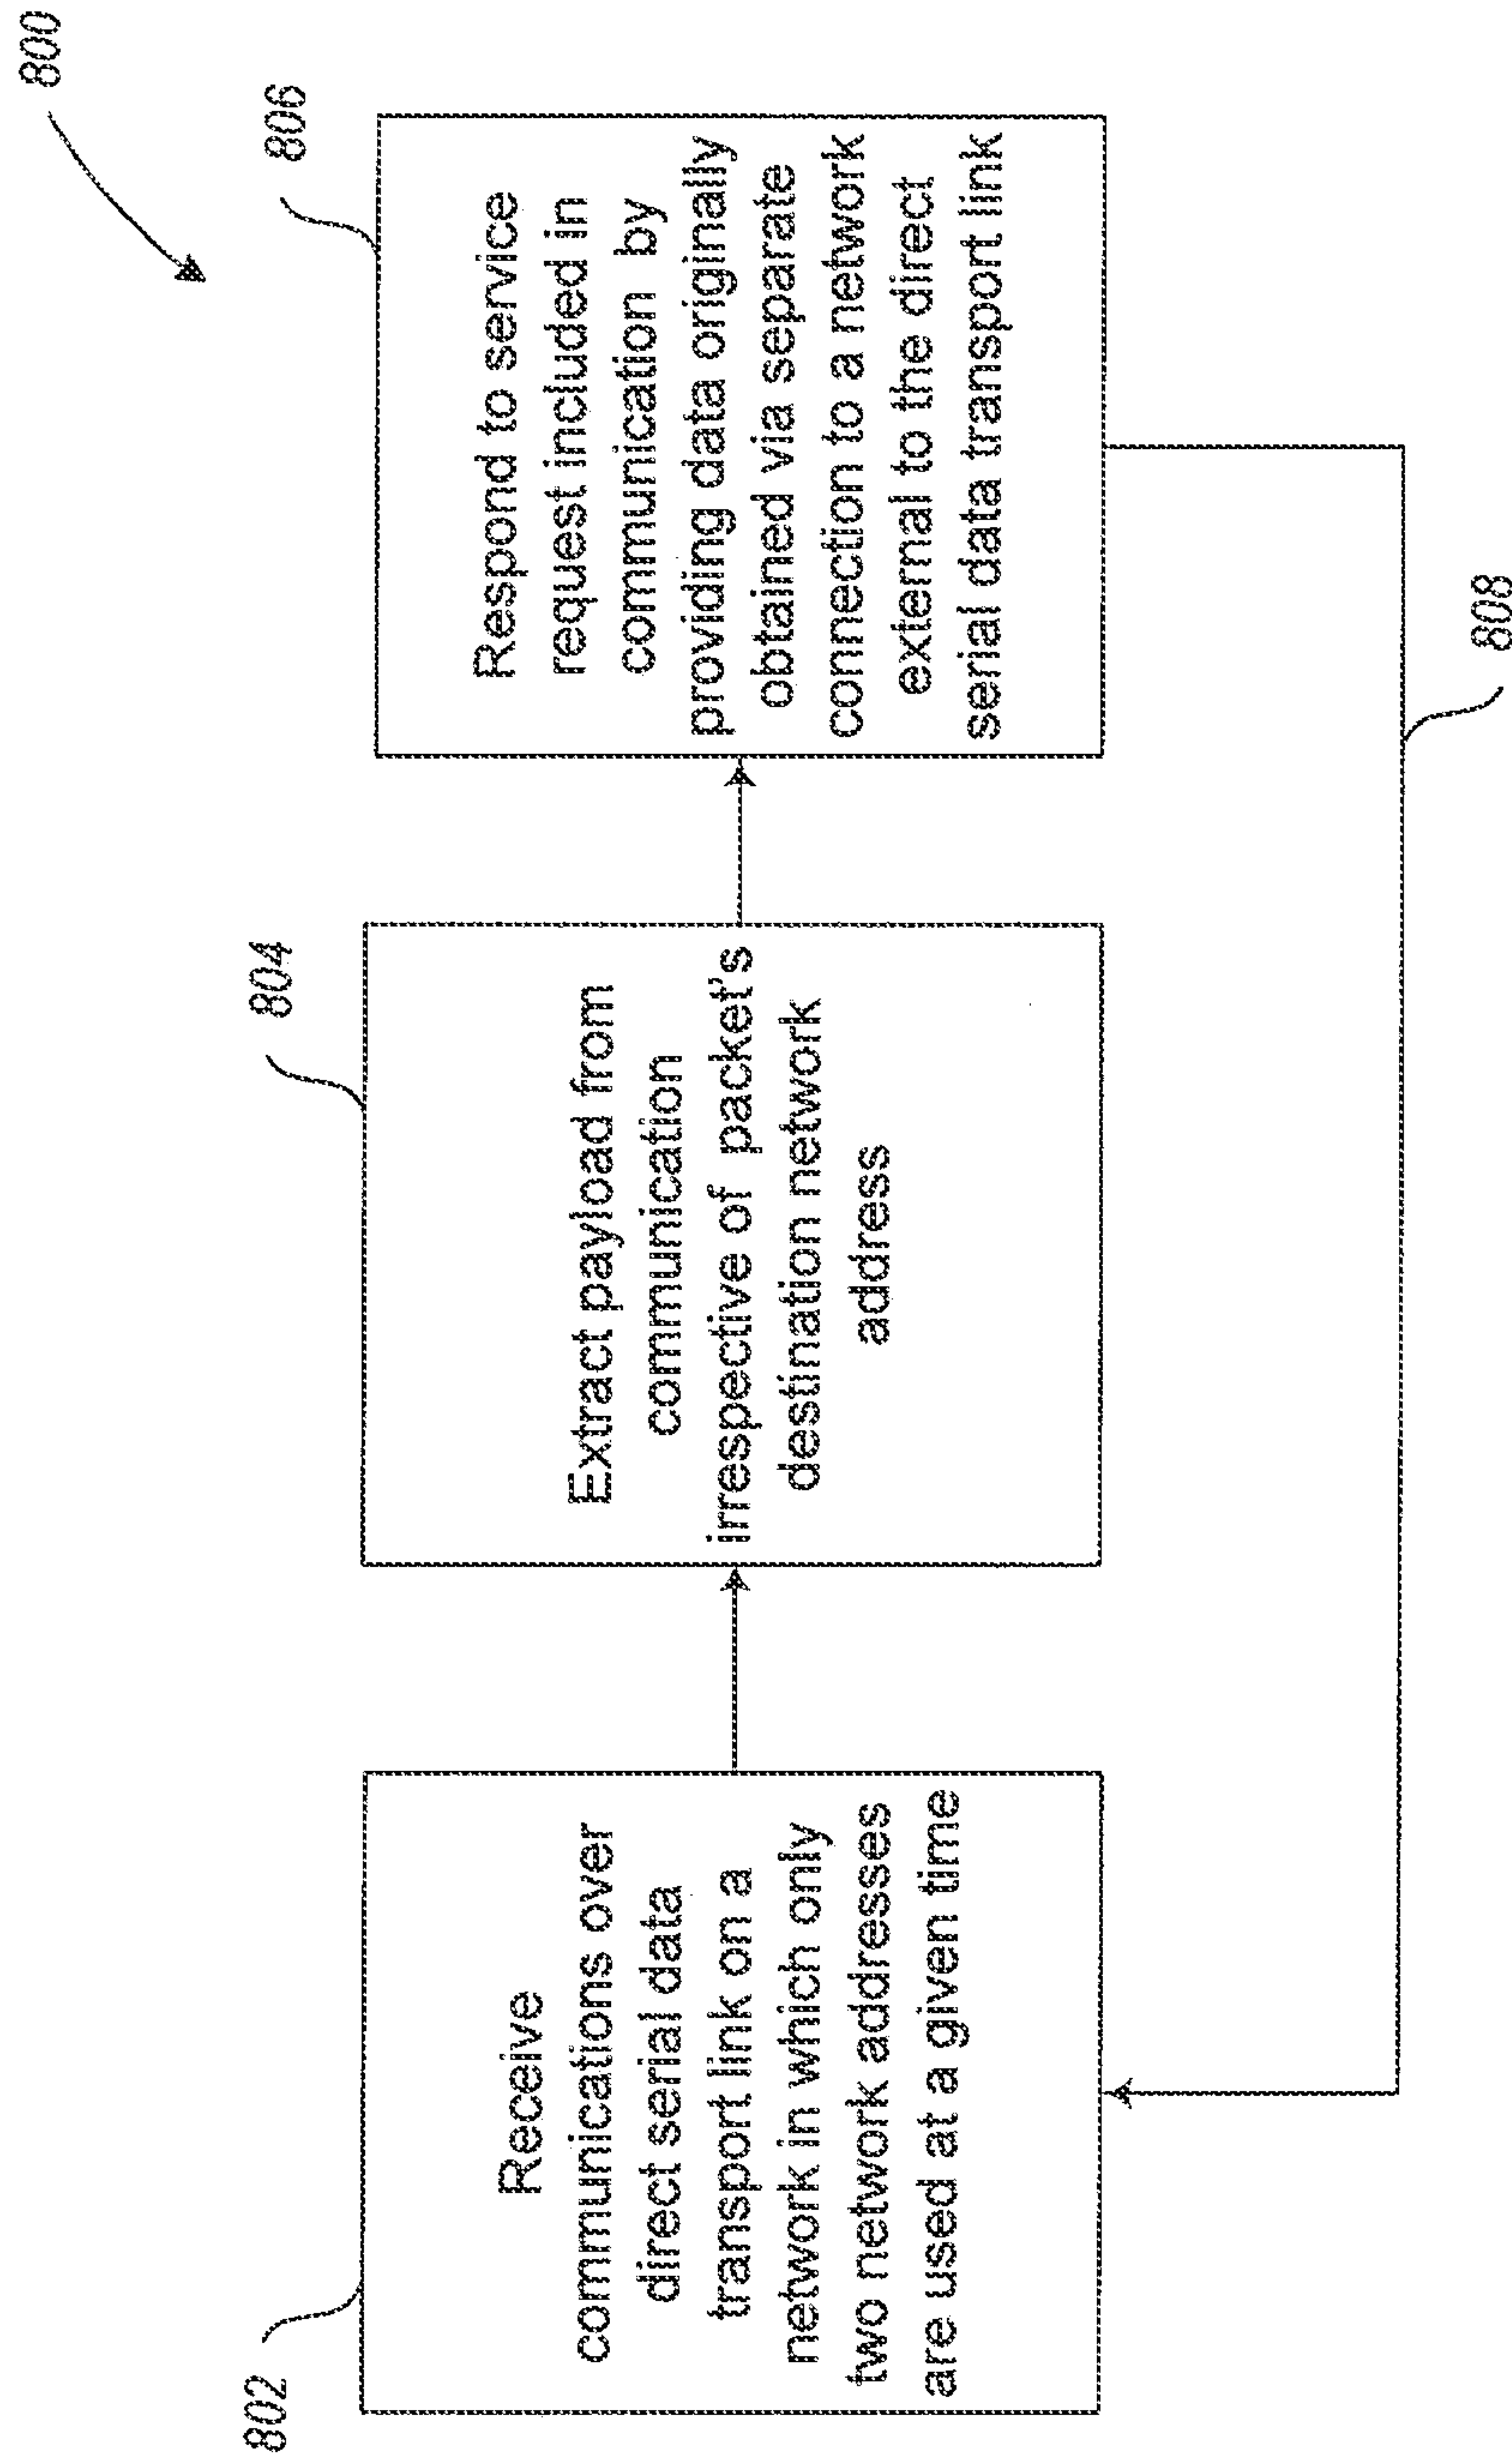 800
802
Receive
communications over
direct serial data
transport link on a
network in which only
two network addresses
are used at a given time
804
Extract payload from
communication
irrespective of packet's
destination network
address
806
Respond to service
request included in
communication by
providing data originally
obtained via separate
connection to a network
external to the direct
serial data transport link
808